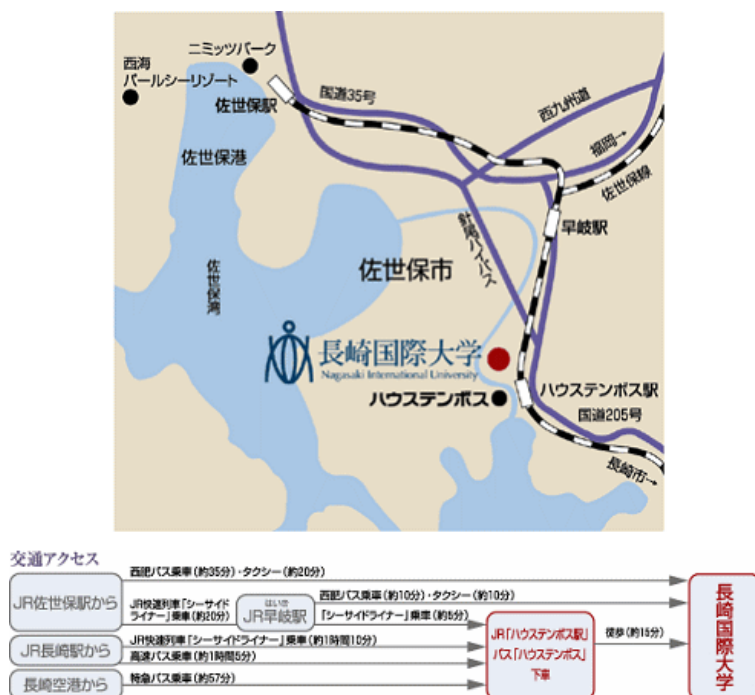 ニミッツパーク
西海
パールシーリゾート
佐世保駅
国道35号
西九州道
福岡→
佐世保線
佐世保港
早岐駅
針尾バイパス
佐世保市
佐世保湾
長崎国際大学
Nagasaki International University
ハウステンボス駅
ハウステンボス
国道205号
長崎市→
交通アクセス
西肥バス乗車(約35分)・タクシー(約20分)
JR佐世保駅から
JR快速列車「シーサイド
ライナー」乗車(約20分)
はいき
JR早岐駅
西肥バス乗車(約10分)・タクシー(約10分)
「シーサイドライナー」乗車(約5分)
JR長崎駅から
JR快速列車「シーサイドライナー」乗車(約1時間10分)
高速バス乗車(約1時間5分)
長崎空港から
特急バス乗車(約57分)
JR「ハウステンボス駅」
バス「ハウステンボス」
下車
徒歩(約15分)
長崎国際大学